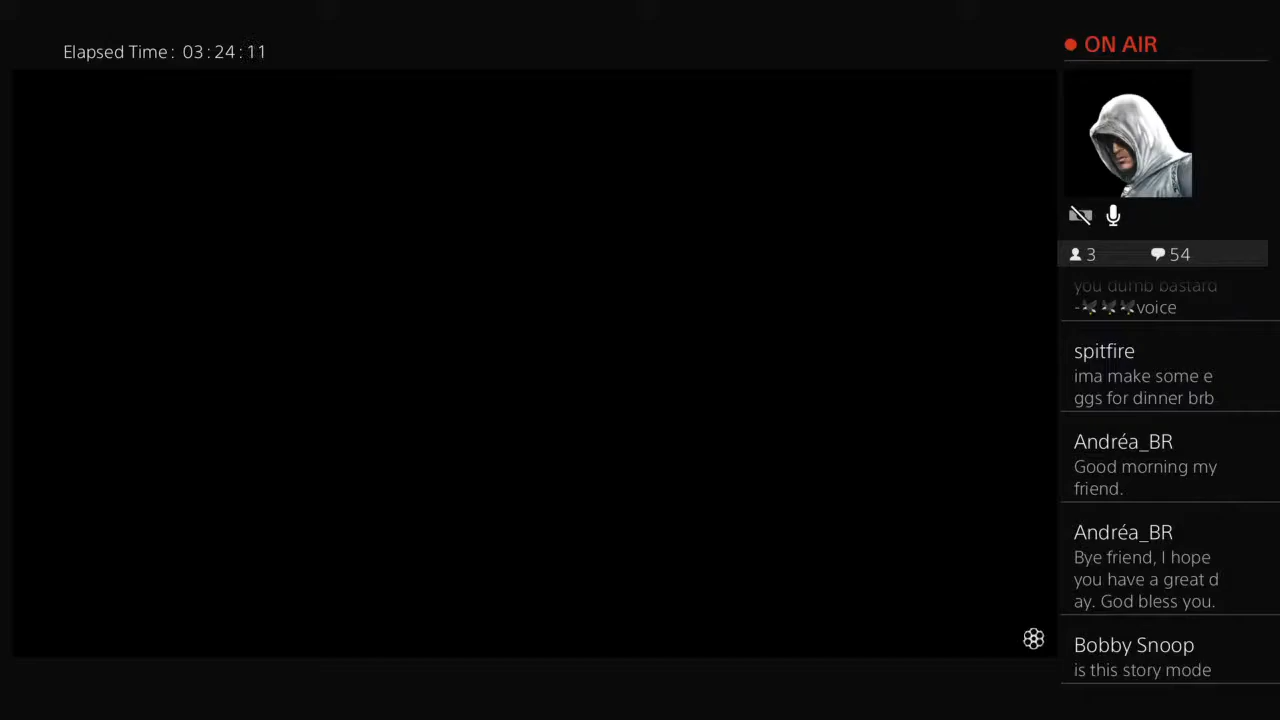 Elapsed Time: 03:24:11
ON AIR
3 54
you dumb bastard
-🦅🦅🦅voice
spitfire
ima make some e
ggs for dinner brb
Andréa_BR
Good morning my
friend.
Andréa_BR
Bye friend, I hope
you have a great d
ay. God bless you.
Bobby Snoop
is this story mode